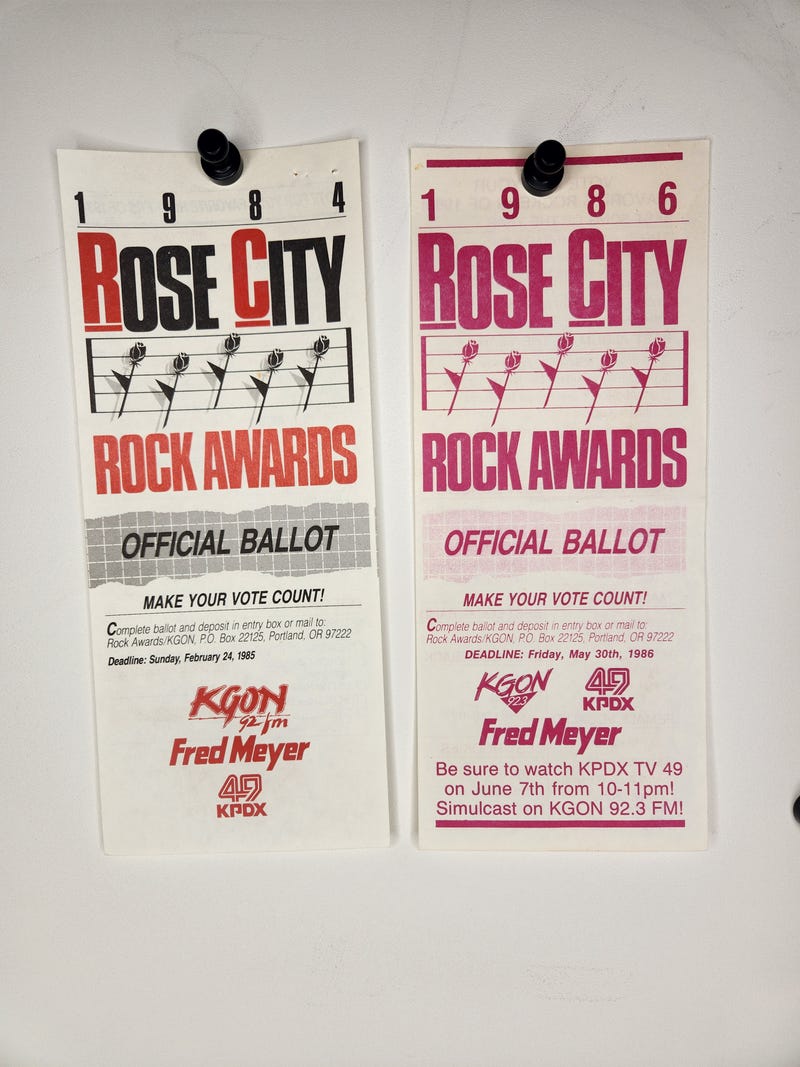 1 9 8 4
ROSE CITY
ROCK AWARDS
OFFICIAL BALLOT
MAKE YOUR VOTE COUNT!
Complete ballot and deposit in entry box or mail to:
Rock Awards/KGON, P.O. Box 22125, Portland, OR 97222
Deadline: Sunday, February 24, 1985
KGON
92 fm
Fred Meyer
49
KPDX
1 9 8 6
ROSE CITY
ROCK AWARDS
OFFICIAL BALLOT
MAKE YOUR VOTE COUNT!
Complete ballot and deposit in entry box or mail to:
Rock Awards/KGON, P.O. Box 22125, Portland, OR 97222
DEADLINE: Friday, May 30th, 1986
KGON
92.3
49
KPDX
Fred Meyer
Be sure to watch KPDX TV 49
on June 7th from 10-11pm!
Simulcast on KGON 92.3 FM!